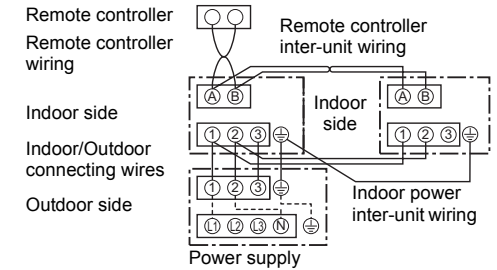 Remote controller
Remote controller
wiring
Remote controller
inter-unit wiring
A B
A B
Indoor side
Indoor
side
1 2 3
1 2 3
Indoor/Outdoor
connecting wires
1 2 3
Indoor power
inter-unit wiring
Outdoor side
L1 L2 L3 N
Power supply